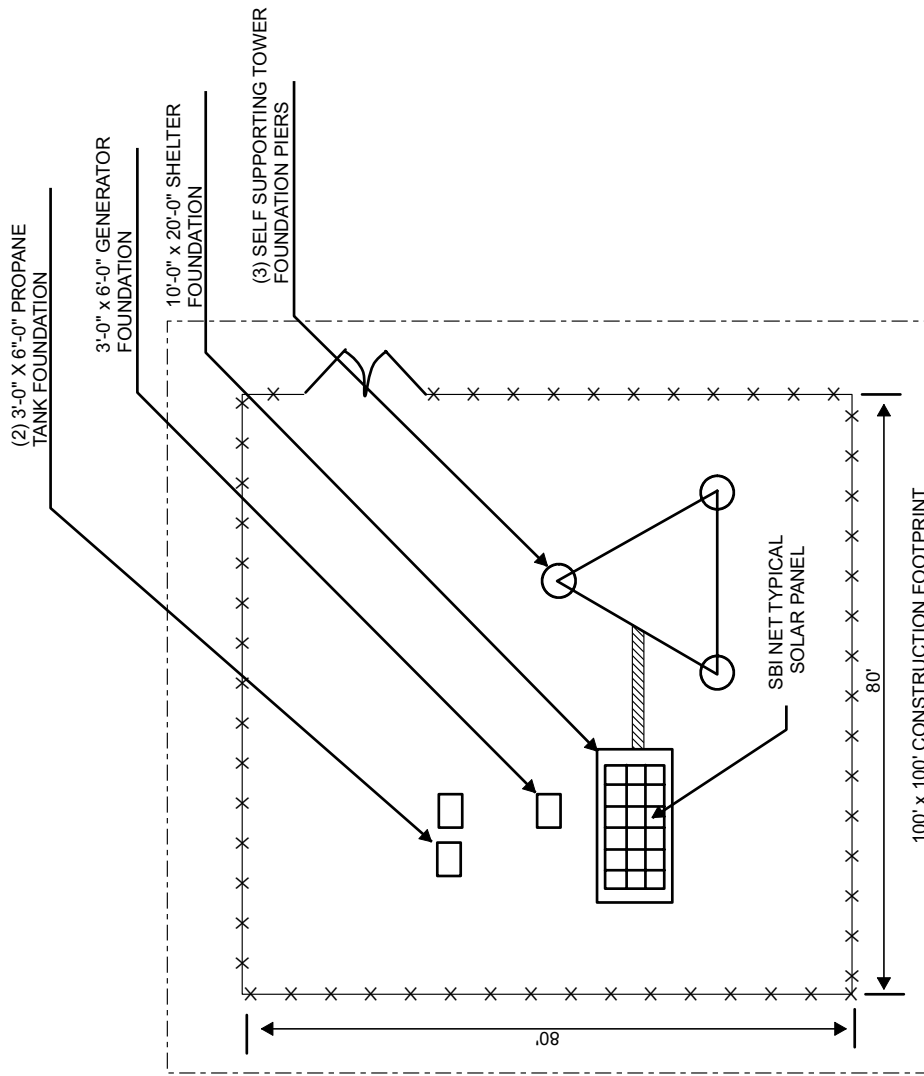 (2) 3'-0" X 6"-0" PROPANE
TANK FOUNDATION
3'-0" x 6'-0" GENERATOR
FOUNDATION
10'-0" x 20'-0" SHELTER
FOUNDATION
(3) SELF SUPPORTING TOWER
FOUNDATION PIERS
SBI NET TYPICAL
SOLAR PANEL
80'
80'
100' x 100' CONSTRUCTION FOOTPRINT